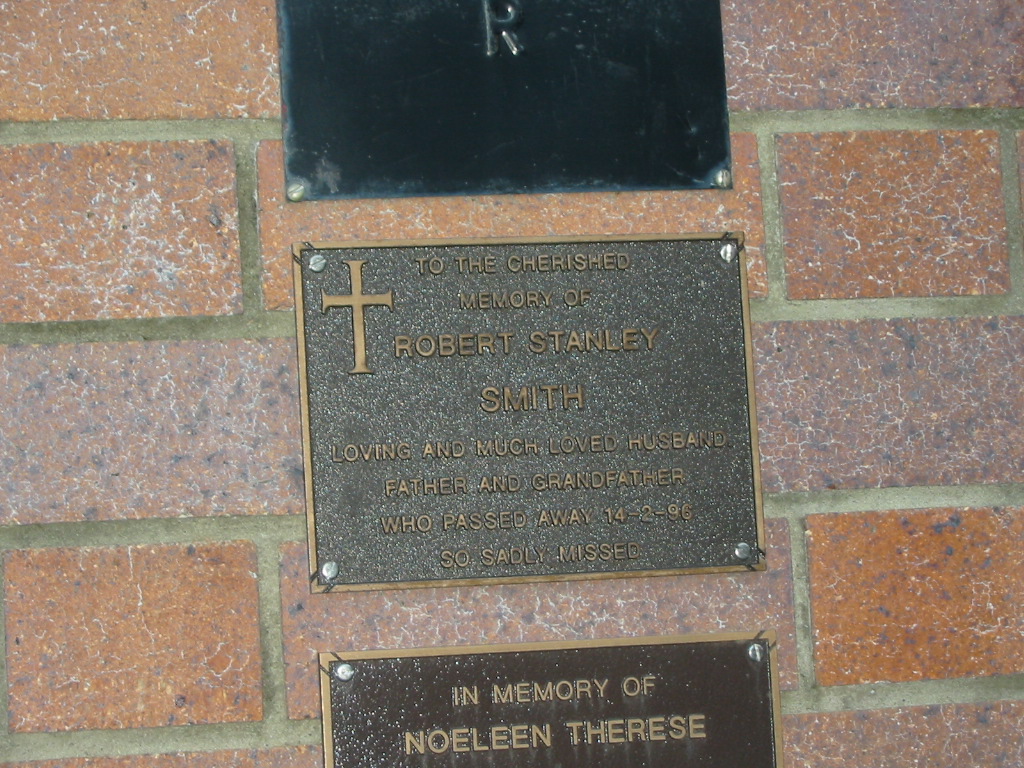 R
TO THE CHERISHED
MEMORY OF
ROBERT STANLEY
SMITH
LOVING AND MUCH LOVED HUSBAND
FATHER AND GRANDFATHER
WHO PASSED AWAY 14-2-96
SO SADLY MISSED
IN MEMORY OF
NOELEEN THERESE